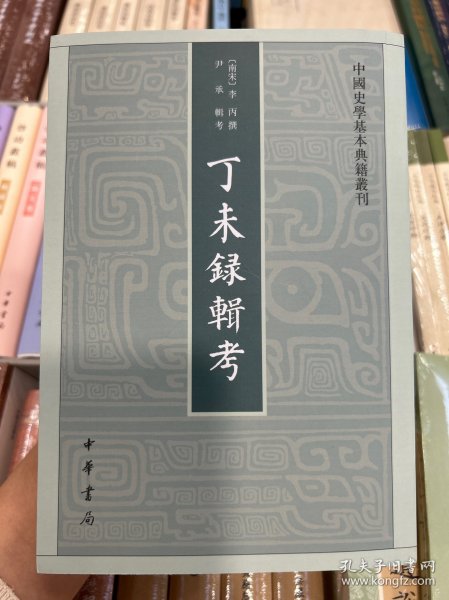 中國史學基本典籍叢刊
〔南宋〕李丙撰
尹承輯考
丁未録輯考
中華書局
孔夫子旧书网
www.kongfz.com